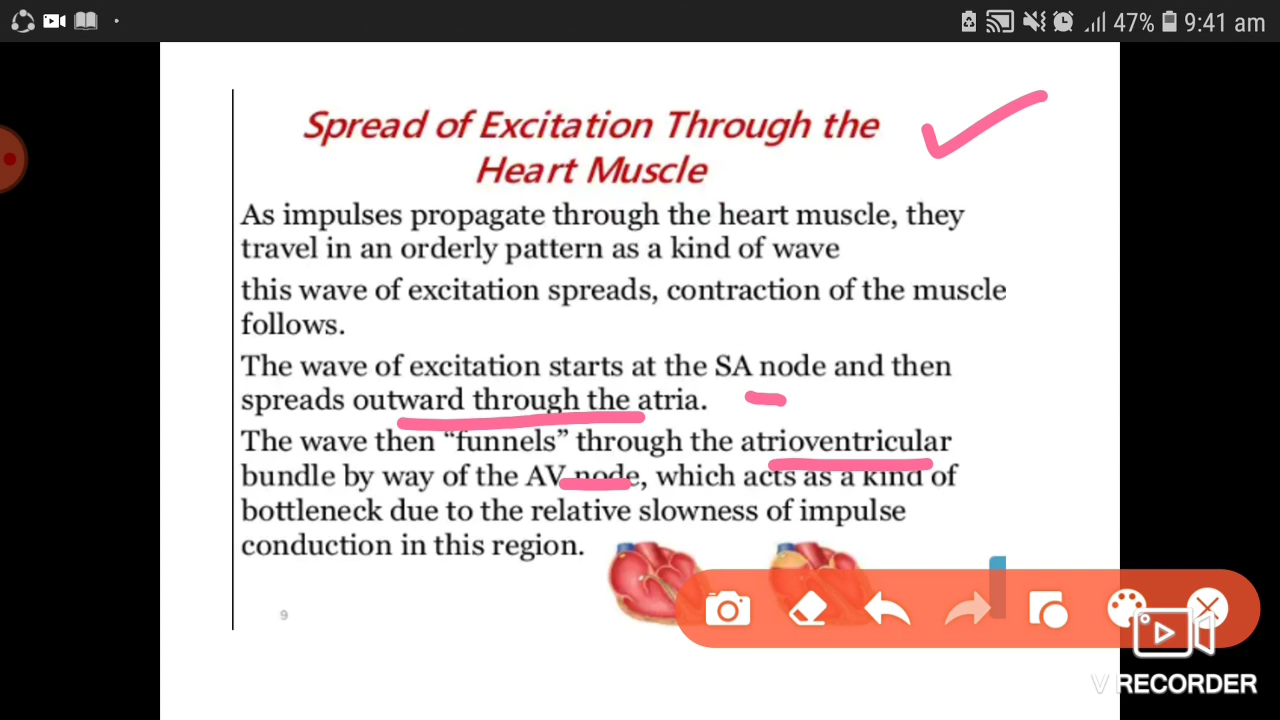 47% 9:41 am
Spread of Excitation Through the
Heart Muscle
As impulses propagate through the heart muscle, they
travel in an orderly pattern as a kind of wave
this wave of excitation spreads, contraction of the muscle
follows.
The wave of excitation starts at the SA node and then
spreads outward through the atria.
The wave then “funnels” through the atrioventricular
bundle by way of the AV node, which acts as a kind of
bottleneck due to the relative slowness of impulse
conduction in this region.
9
V RECORDER